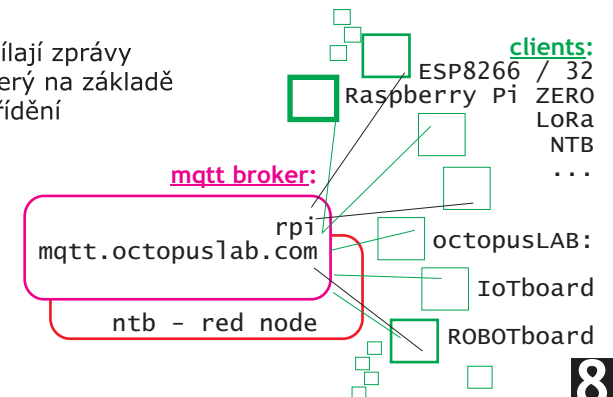 ílají zprávy
erý na základě
řídění
clients:
ESP8266 / 32
Raspberry Pi ZERO
LoRa
NTB
...
mqtt broker:
rpi
mqtt.octopuslab.com
ntb - red node
octopusLAB:
IoTboard
ROBOTboard
8